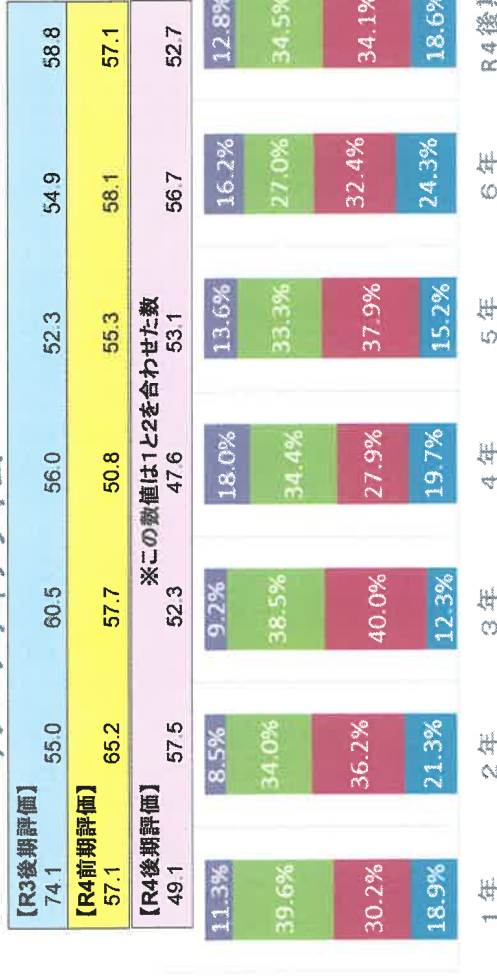 【R3後期評価】
74.1 55.0 60.5 56.0 52.3 54.9 58.8
【R4前期評価】
57.1 65.2 57.7 50.8 55.3 58.1 57.1
【R4後期評価】 ※この数値は1と2を合わせた数
49.1 57.5 52.3 47.6 53.1 56.7 52.7
11.3% 8.5% 9.2% 18.0% 13.6% 16.2% 12.8%
39.6% 34.0% 38.5% 34.4% 33.3% 27.0% 34.5%
30.2% 36.2% 40.0% 27.9% 37.9% 32.4% 34.1%
18.9% 21.3% 12.3% 19.7% 15.2% 24.3% 18.6%
1年 2年 3年 4年 5年 6年 R4後期